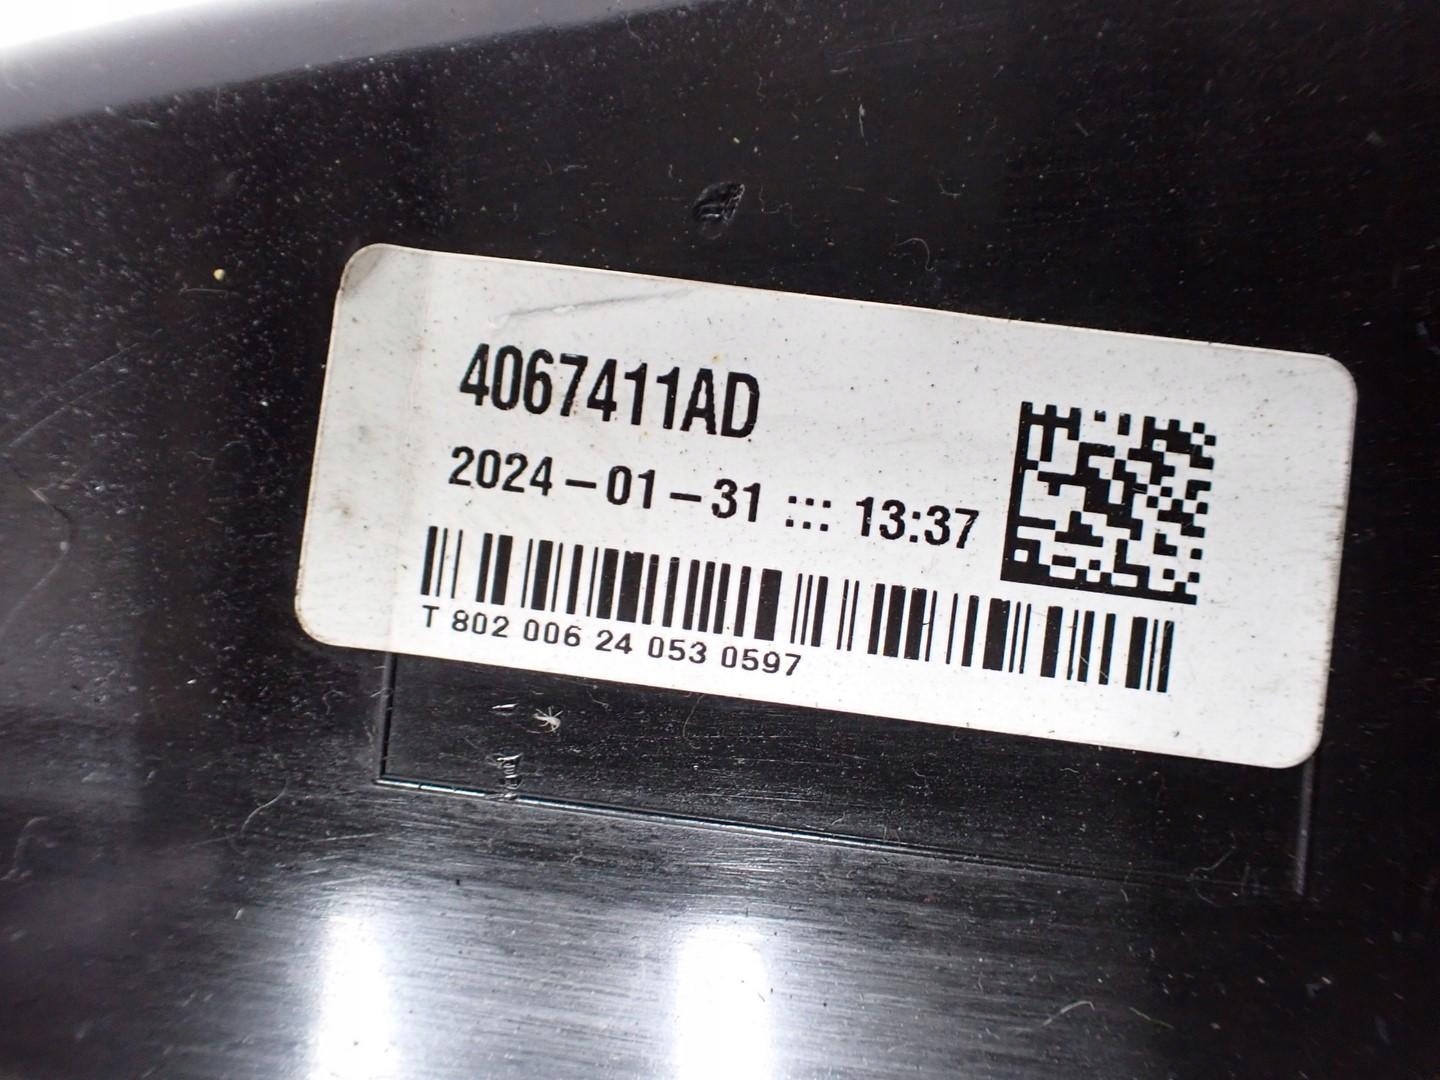 4067411AD
2024-01-31 ::: 13:37
T 802 006 24 053 0597